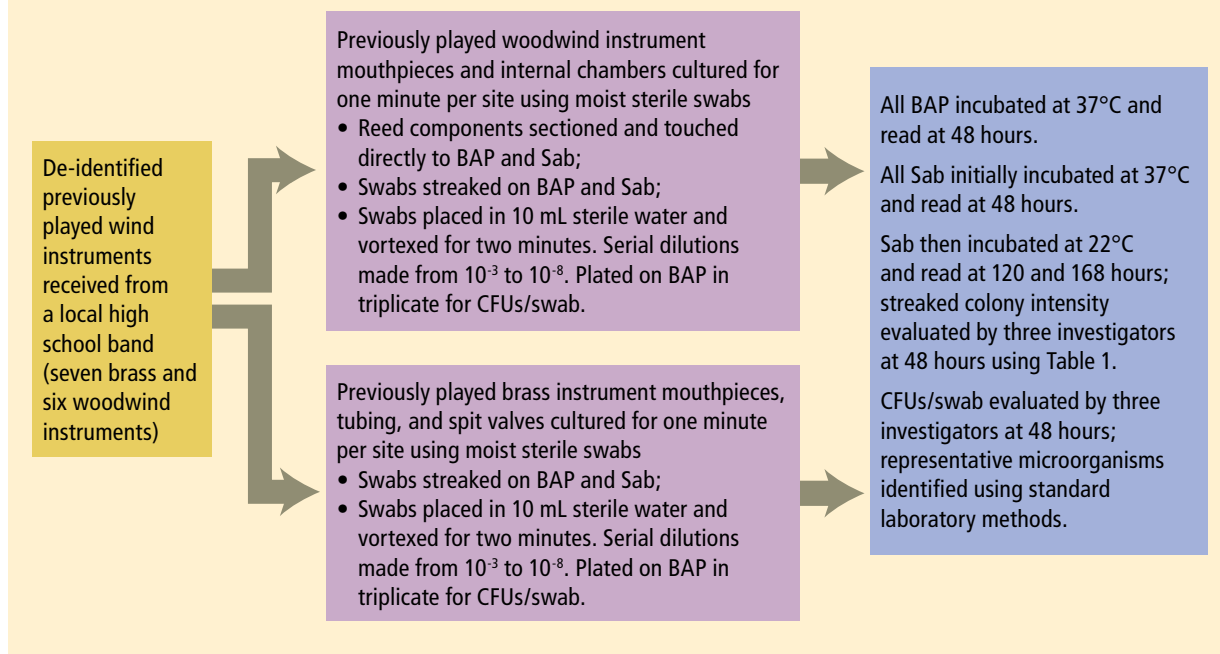 De-identified
previously
played wind
instruments
received from
a local high
school band
(seven brass and
six woodwind
instruments)
Previously played woodwind instrument
mouthpieces and internal chambers cultured for
one minute per site using moist sterile swabs
• Reed components sectioned and touched
directly to BAP and Sab;
• Swabs streaked on BAP and Sab;
• Swabs placed in 10 mL sterile water and
vortexed for two minutes. Serial dilutions
made from 10⁻³ to 10⁻⁸. Plated on BAP in
triplicate for CFUs/swab.
Previously played brass instrument mouthpieces,
tubing, and spit valves cultured for one minute
per site using moist sterile swabs
• Swabs streaked on BAP and Sab;
• Swabs placed in 10 mL sterile water and
vortexed for two minutes. Serial dilutions
made from 10⁻³ to 10⁻⁸. Plated on BAP in
triplicate for CFUs/swab.
All BAP incubated at 37°C and
read at 48 hours.
All Sab initially incubated at 37°C
and read at 48 hours.
Sab then incubated at 22°C
and read at 120 and 168 hours;
streaked colony intensity
evaluated by three investigators
at 48 hours using Table 1.
CFUs/swab evaluated by three
investigators at 48 hours;
representative microorganisms
identified using standard
laboratory methods.